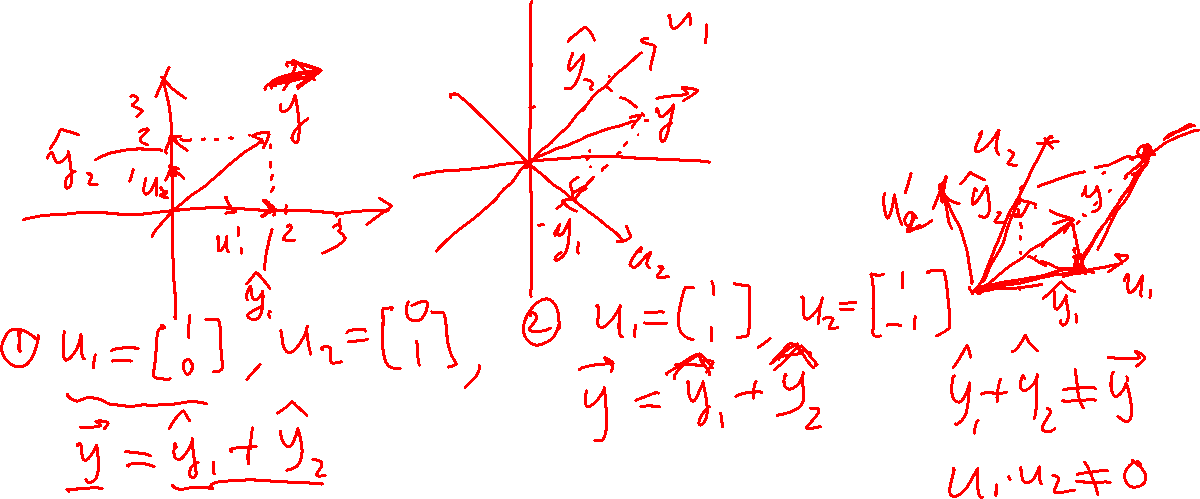 3
2
ŷ₂
1
u₂
y⃗
u₁
1
2
3
ŷ₁
① u₁ = [1 0], u₂ = [0 1],
y⃗ = ŷ₁ + ŷ₂
u₁
ŷ₂
y⃗
ŷ₁
u₂
② u₁ = [1 1], u₂ = [1 -1]
y⃗ = ŷ₁ + ŷ₂
u₂
u₂'
ŷ₂
y
u₁
ŷ₁
ŷ₁ + ŷ₂ ≠ y⃗
u₁·u₂ ≠ 0